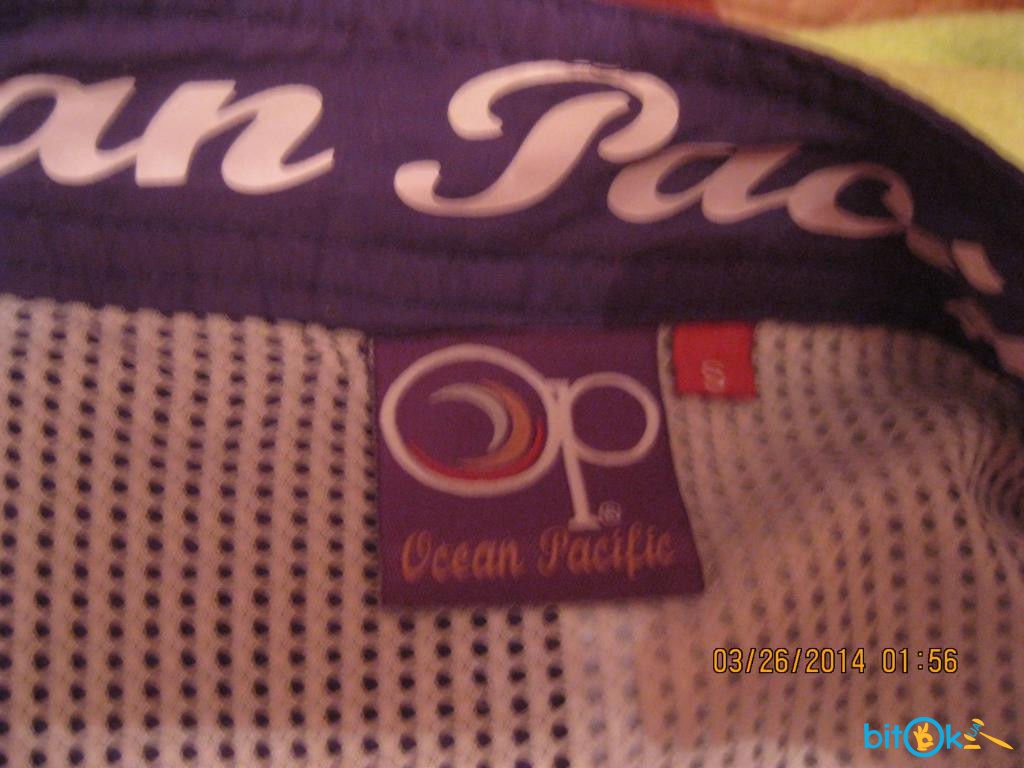 an Pac
S
Op®
Ocean Pacific
03/26/2014 01:56
bitOk